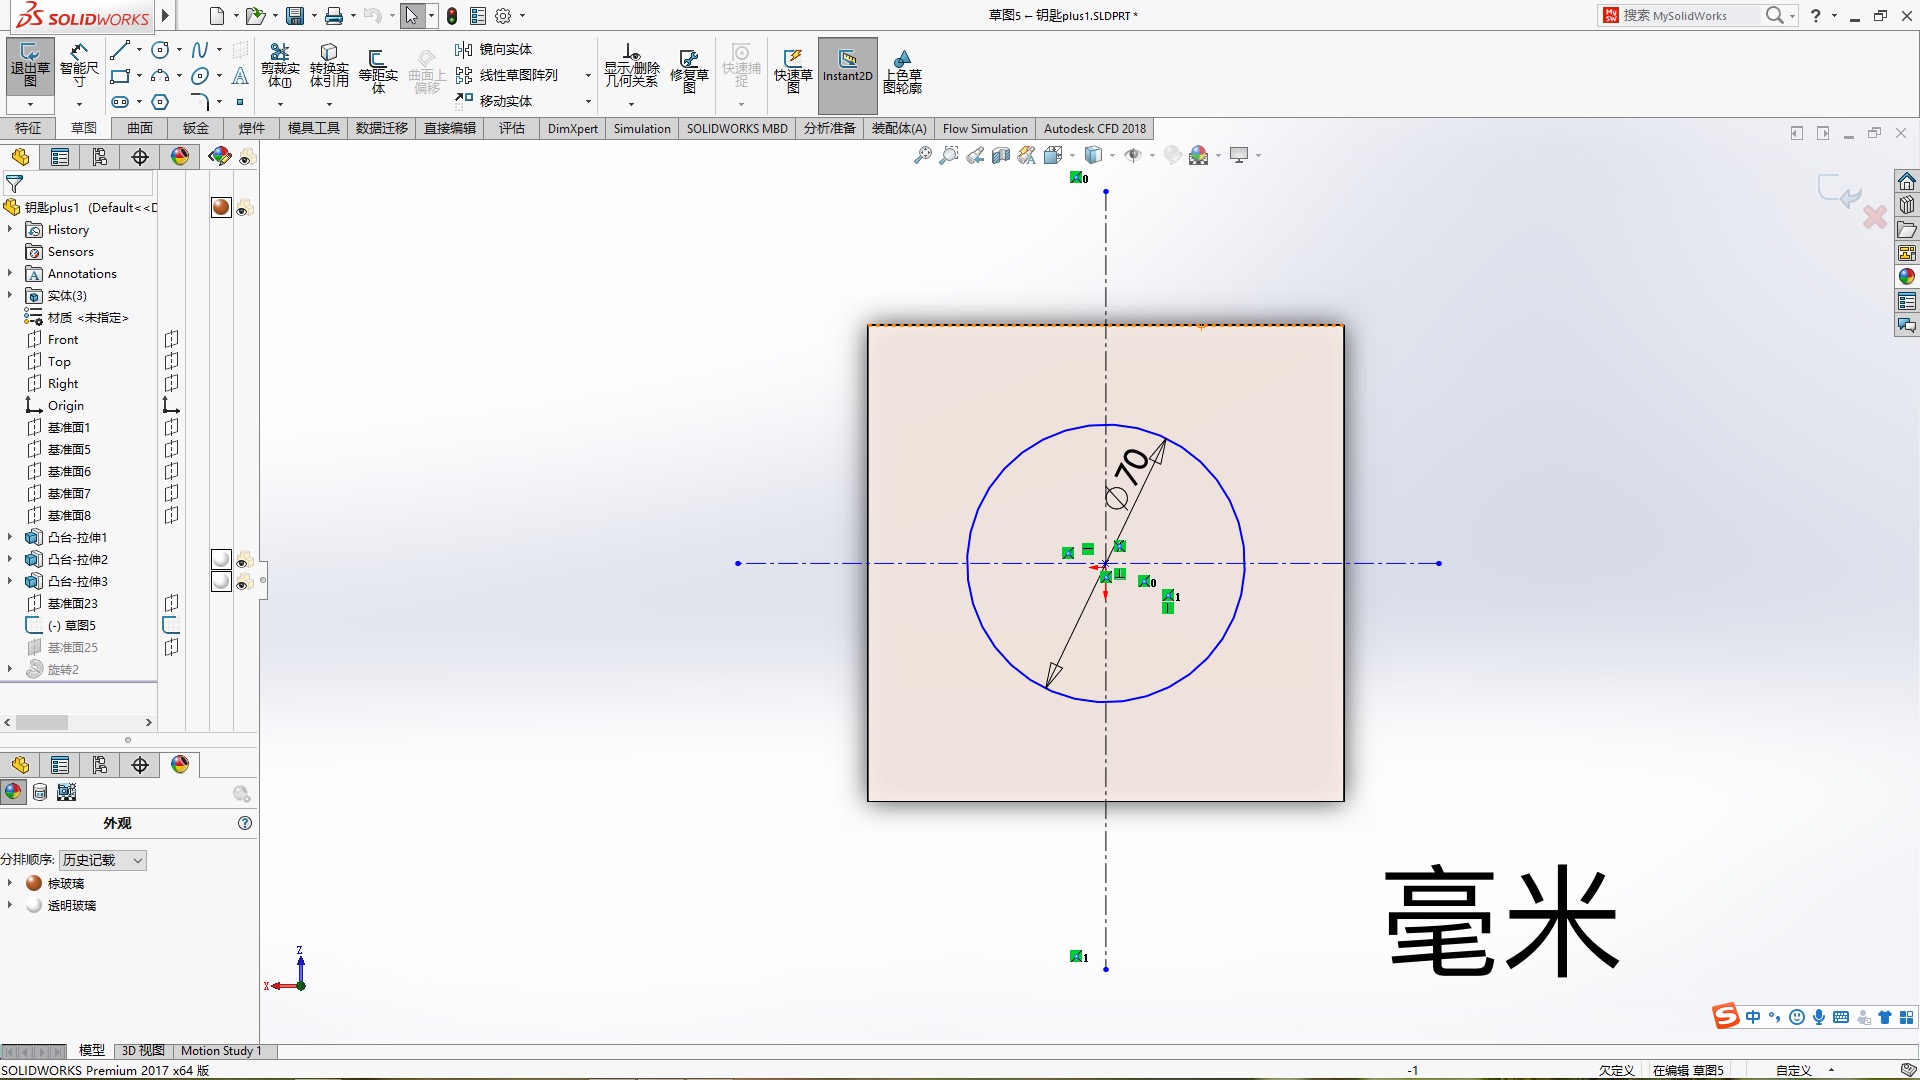 SOLIDWORKS
草图5 – 钥匙plus1.SLDPRT *
搜索 MySolidWorks
退出草图
智能尺寸
剪裁实体(I)
转换实体引用
等距实体
曲面上偏移
镜向实体
线性草图阵列
移动实体
显示/删除几何关系
修复草图
快速捕捉
快速草图
Instant2D
上色草图轮廓
特征 草图 曲面 钣金 焊件 模具工具 数据迁移 直接编辑 评估 DimXpert Simulation SOLIDWORKS MBD 分析准备 装配体(A) Flow Simulation Autodesk CFD 2018
钥匙plus1 (Default<<D
History
Sensors
Annotations
实体(3)
材质 <未指定>
Front
Top
Right
Origin
基准面1
基准面5
基准面6
基准面7
基准面8
凸台-拉伸1
凸台-拉伸2
凸台-拉伸3
基准面23
(-) 草图5
基准面25
旋转2
外观
分排顺序: 历史记载
棕玻璃
透明玻璃
0
∅70
0
1
1
Z
X
毫米
中
模型 3D 视图 Motion Study 1
SOLIDWORKS Premium 2017 x64 版
-1 欠定义 在编辑 草图5 自定义